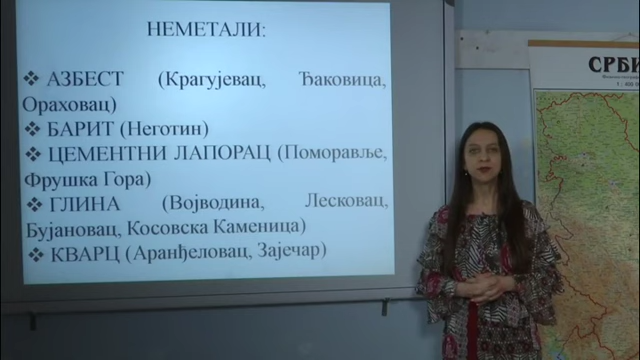 НЕМЕТАЛИ:
❖ АЗБЕСТ (Крагујевац, Ђаковица,
Ораховац)
❖ БАРИТ (Неготин)
❖ ЦЕМЕНТНИ ЛАПОРАЦ (Поморавље,
Фрушка Гора)
❖ ГЛИНА (Војводина, Лесковац,
Бујановац, Косовска Каменица)
❖ КВАРЦ (Аранђеловац, Зајечар)
СРБИ